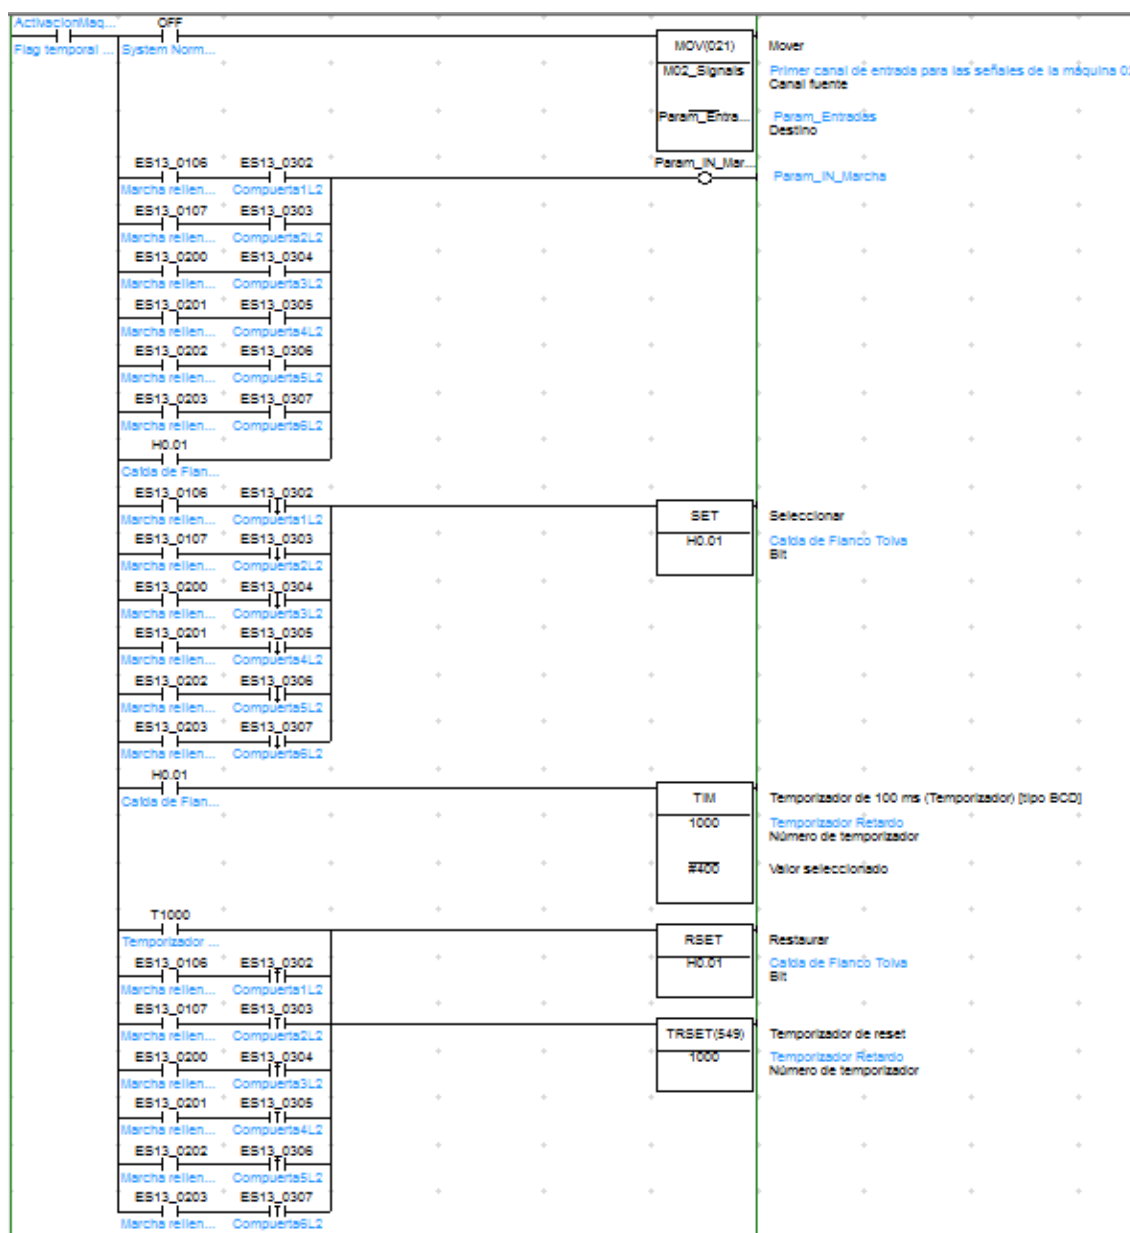 ActivacionMaq... OFF
Flag temporal ... System Norm... MOV(021) Mover
M02_Signals Primer canal de entrada para las señales de la máquina 02
Canal fuente
Param_Entra... Param_Entradas
Destino
ES13_0106 ES13_0302 Param_IN_Mar...
Marcha rellen... Compuerta1L2 Param_IN_Marcha
ES13_0107 ES13_0303
Marcha rellen... Compuerta2L2
ES13_0200 ES13_0304
Marcha rellen... Compuerta3L2
ES13_0201 ES13_0305
Marcha rellen... Compuerta4L2
ES13_0202 ES13_0306
Marcha rellen... Compuerta5L2
ES13_0203 ES13_0307
Marcha rellen... Compuerta6L2
H0.01
Caída de Flan...
ES13_0106 ES13_0302
Marcha rellen... Compuerta1L2 SET Seleccionar
ES13_0107 ES13_0303 H0.01 Caída de Flanco Tolva
Bit
Marcha rellen... Compuerta2L2
ES13_0200 ES13_0304
Marcha rellen... Compuerta3L2
ES13_0201 ES13_0305
Marcha rellen... Compuerta4L2
ES13_0202 ES13_0306
Marcha rellen... Compuerta5L2
ES13_0203 ES13_0307
Marcha rellen... Compuerta6L2
H0.01
Caída de Flan... TIM Temporizador de 100 ms (Temporizador) [tipo BCD]
1000 Temporizador Retardo
Número de temporizador
#400 Valor seleccionado
T1000
Temporizador ... RSET Restaurar
ES13_0106 ES13_0302 H0.01 Caída de Flanco Tolva
Bit
Marcha rellen... Compuerta1L2
ES13_0107 ES13_0303
Marcha rellen... Compuerta2L2 TRSET(549) Temporizador de reset
ES13_0200 ES13_0304 1000 Temporizador Retardo
Número de temporizador
Marcha rellen... Compuerta3L2
ES13_0201 ES13_0305
Marcha rellen... Compuerta4L2
ES13_0202 ES13_0306
Marcha rellen... Compuerta5L2
ES13_0203 ES13_0307
Marcha rellen... Compuerta6L2